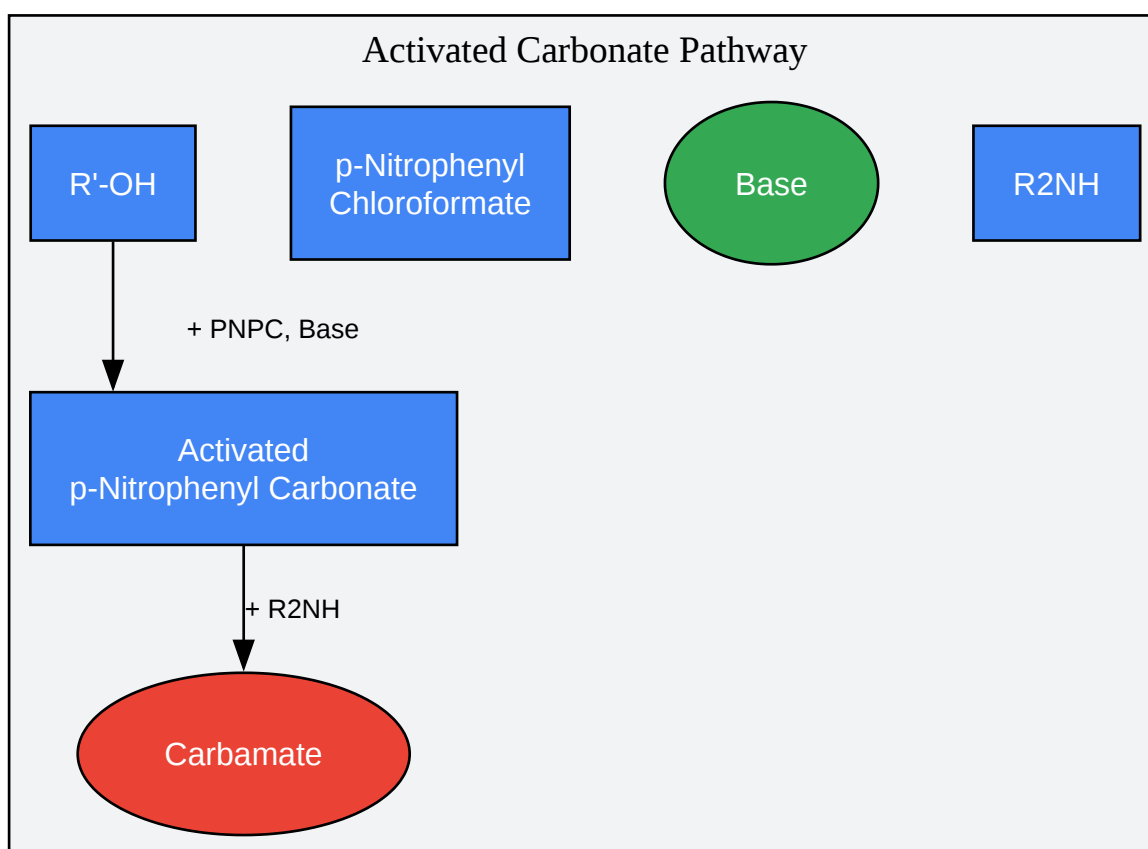 Activated Carbonate Pathway
R'-OH
p-Nitrophenyl
Chloroformate
Base
R2NH
+ PNPC, Base
Activated
p-Nitrophenyl Carbonate
+ R2NH
Carbamate